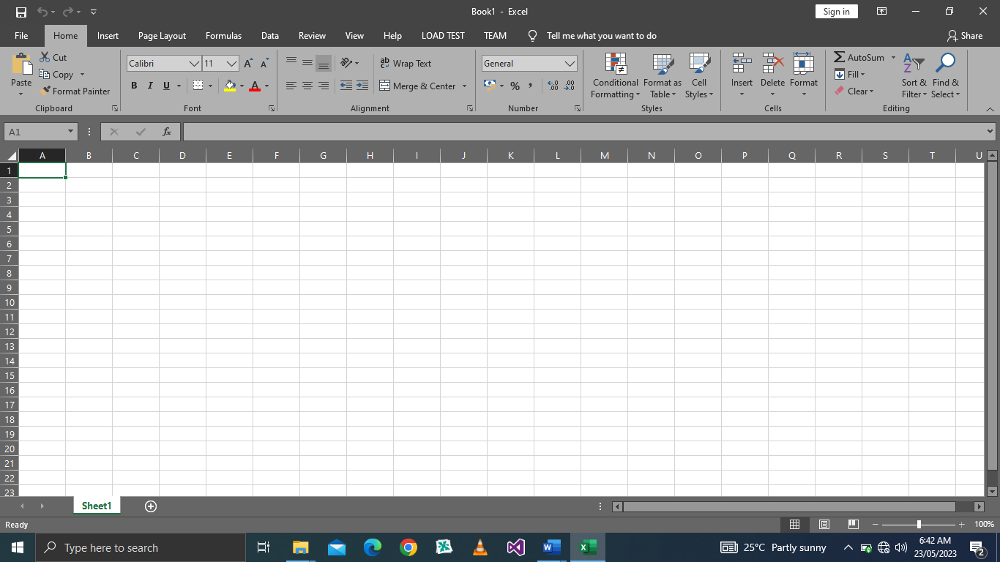 Book1 - Excel
Sign in
File Home Insert Page Layout Formulas Data Review View Help LOAD TEST TEAM Tell me what you want to do Share
Paste
Cut
Copy
Format Painter
Clipboard
Calibri 11
B I U
Font
Wrap Text
Merge & Center
Alignment
General
% ,
Number
Conditional Formatting
Format as Table
Cell Styles
Styles
Insert Delete Format
Cells
AutoSum
Fill
Clear
Sort & Filter
Find & Select
Editing
A1 fx
A B C D E F G H I J K L M N O P Q R S T U
1
2
3
4
5
6
7
8
9
10
11
12
13
14
15
16
17
18
19
20
21
22
23
Sheet1
Ready 100%
Type here to search
25°C Partly sunny
6:42 AM
23/05/2023
2